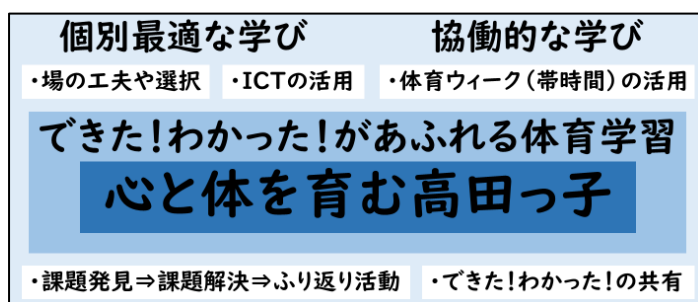 個別最適な学び 協働的な学び
・場の工夫や選択 ・ICTの活用 ・体育ウィーク(帯時間)の活用
できた!わかった!があふれる体育学習
心と体を育む高田っ子
・課題発見⇒課題解決⇒ふり返り活動 ・できた!わかった!の共有